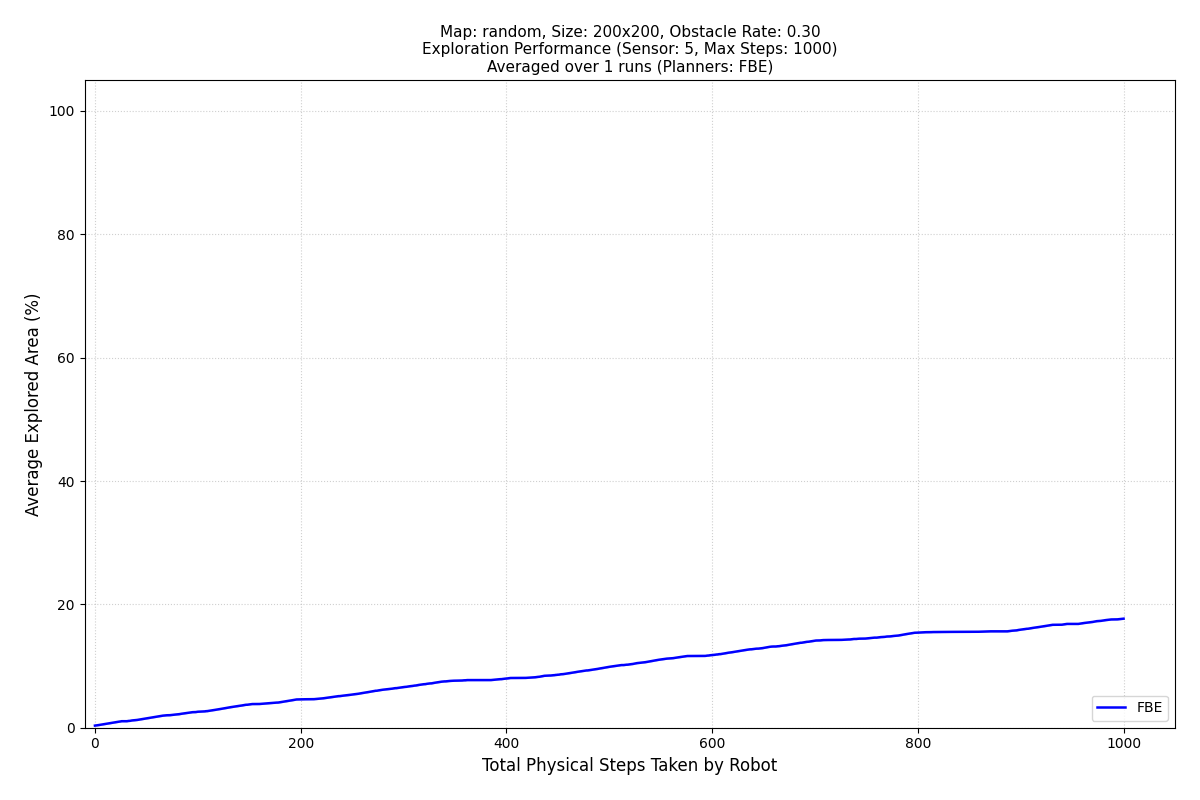 Map: random, Size: 200x200, Obstacle Rate: 0.30
Exploration Performance (Sensor: 5, Max Steps: 1000)
Averaged over 1 runs (Planners: FBE)
Average Explored Area (%)
100
80
60
40
20
0
0 200 400 600 800 1000
Total Physical Steps Taken by Robot
FBE